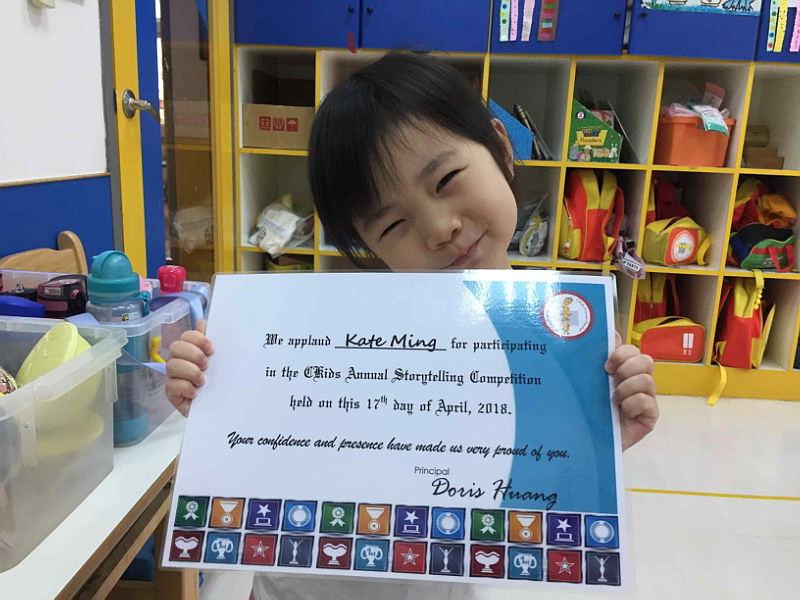 We applaud Kate Ming for participating
in the CKids Annual Storytelling Competition
held on this 17th day of April, 2018.
Your confidence and presence have made us very proud of you.
Principal
Doris Huang